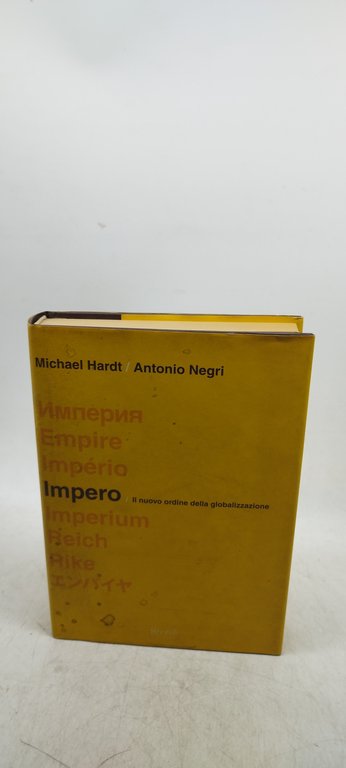 Michael Hardt / Antonio Negri
Империя
Empire
Império
Impero Il nuovo ordine della globalizzazione
Imperium
Reich
Rike
エンパイヤ